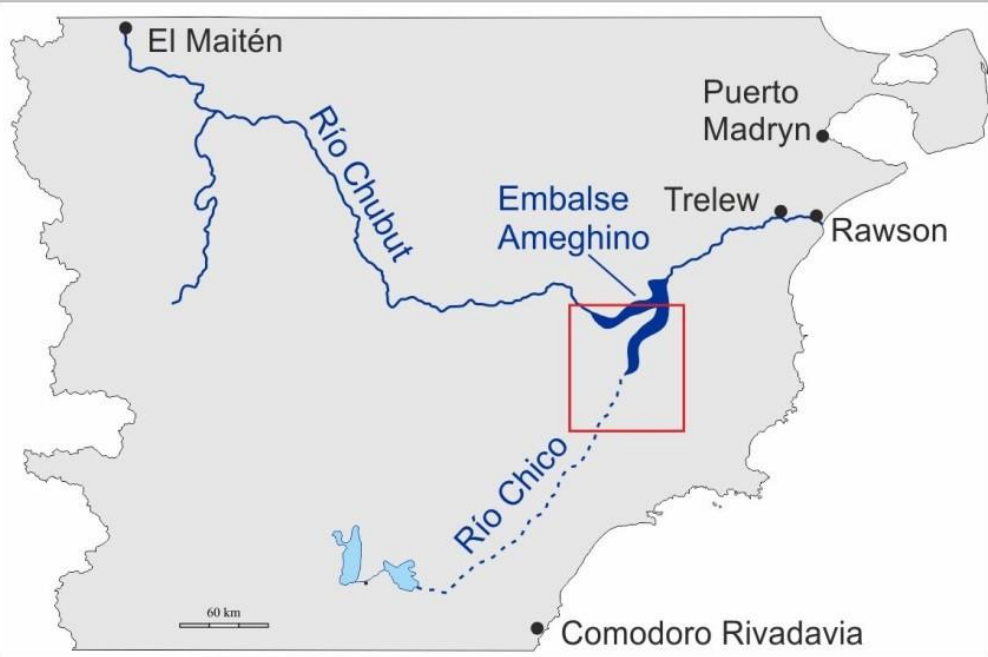 El Maitén
Río Chubut
Puerto
Madryn
Embalse
Ameghino
Trelew
Rawson
Río Chico
60 km
Comodoro Rivadavia